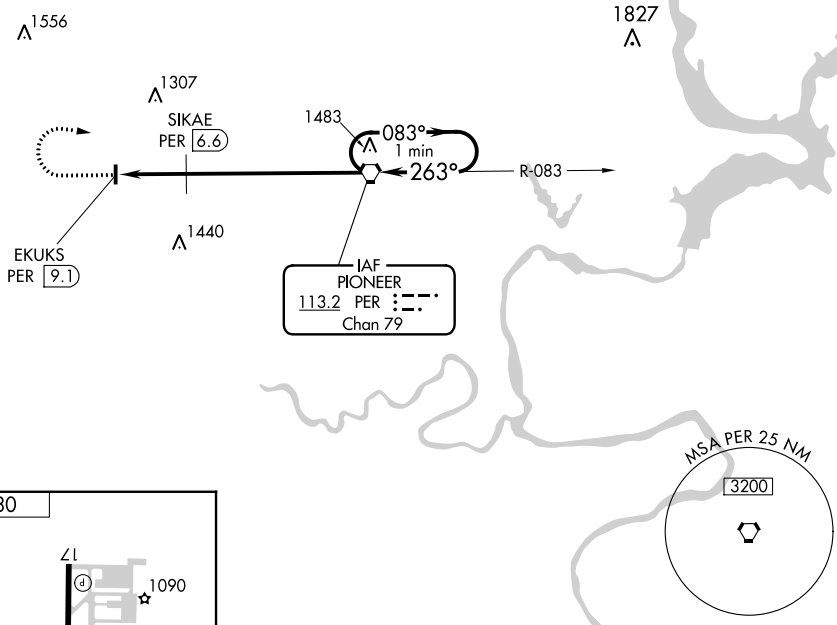 1556
1827
1307
SIKAE
PER 6.6
1483
083°
1 min
263°
R-083
1440
EKUKS
PER 9.1
IAF
PIONEER
113.2 PER
Chan 79
MSA PER 25 NM
3200
30
17
P
1090